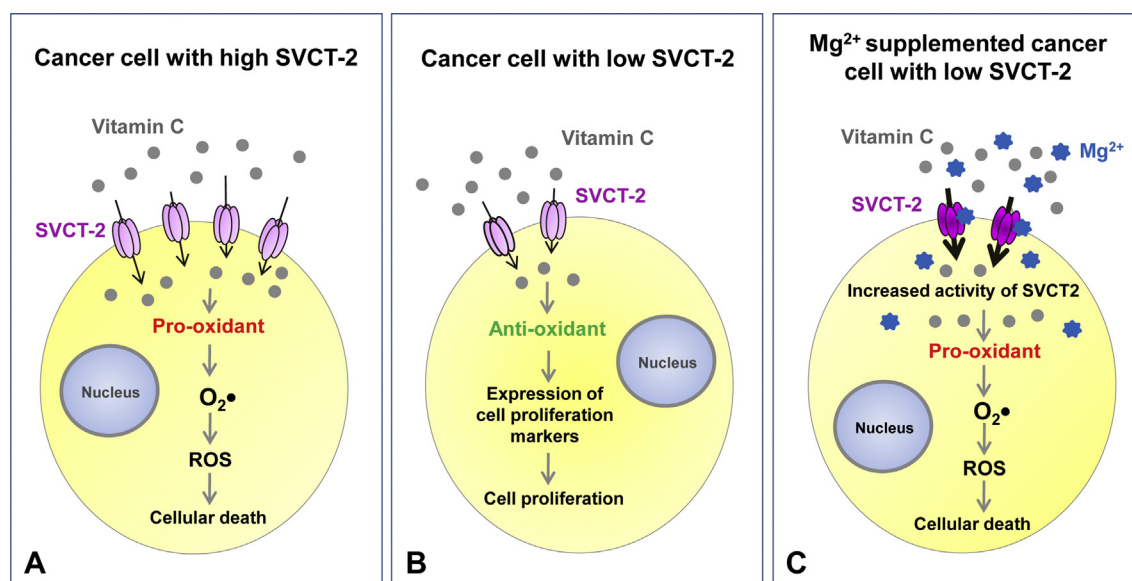 Cancer cell with high SVCT-2
Vitamin C
SVCT-2
Pro-oxidant
Nucleus
O₂•
ROS
Cellular death
A
Cancer cell with low SVCT-2
Vitamin C
SVCT-2
Anti-oxidant
Nucleus
Expression of
cell proliferation
markers
Cell proliferation
B
Mg²⁺ supplemented cancer
cell with low SVCT-2
Vitamin C
Mg²⁺
SVCT-2
Increased activity of SVCT2
Pro-oxidant
O₂•
Nucleus
ROS
Cellular death
C